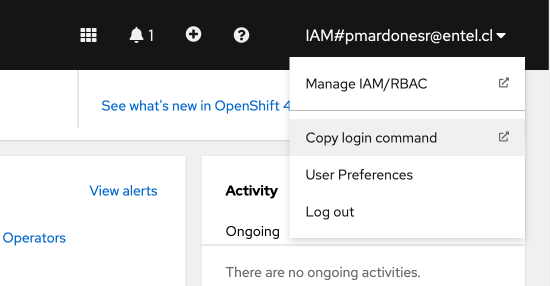 1
IAM#pmardonesr@entel.cl
Manage IAM/RBAC
See what's new in OpenShift 4
Copy login command
View alerts
Activity
User Preferences
Log out
Operators
Ongoing
There are no ongoing activities.